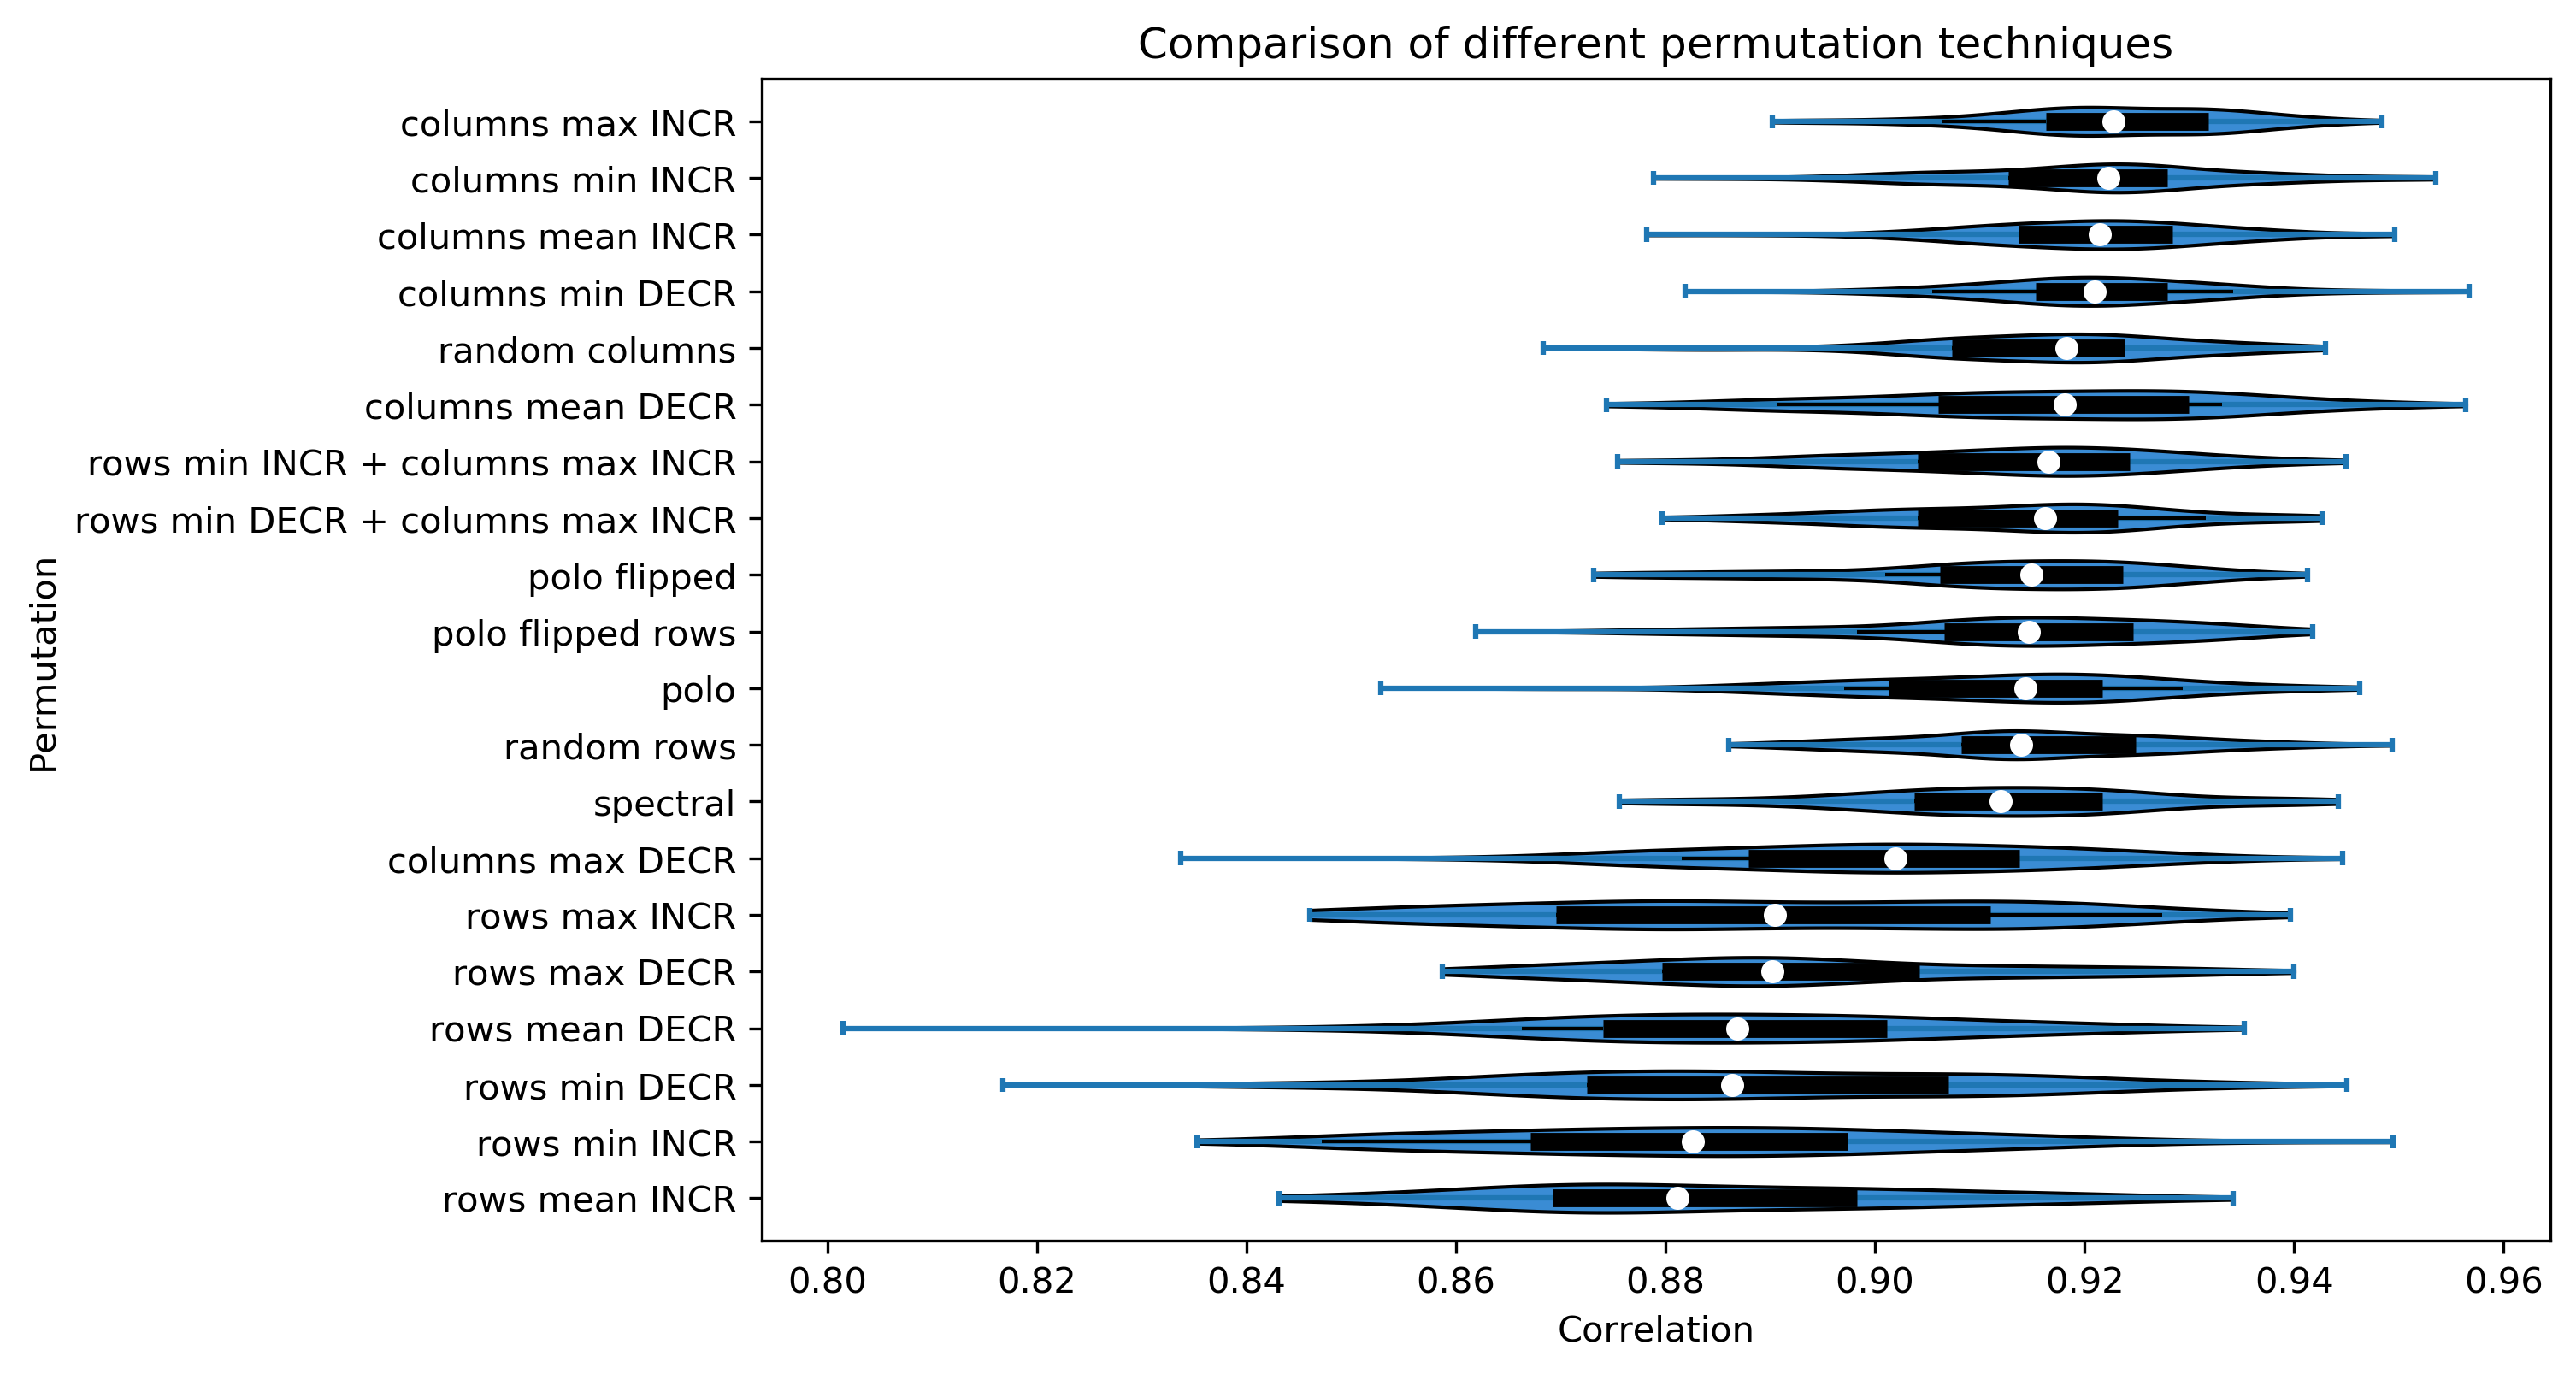 Comparison of different permutation techniques
columns max INCR
columns min INCR
columns mean INCR
columns min DECR
random columns
columns mean DECR
rows min INCR + columns max INCR
rows min DECR + columns max INCR
polo flipped
polo flipped rows
polo
random rows
spectral
columns max DECR
rows max INCR
rows max DECR
rows mean DECR
rows min DECR
rows min INCR
rows mean INCR
Permutation
0.80 0.82 0.84 0.86 0.88 0.90 0.92 0.94 0.96
Correlation